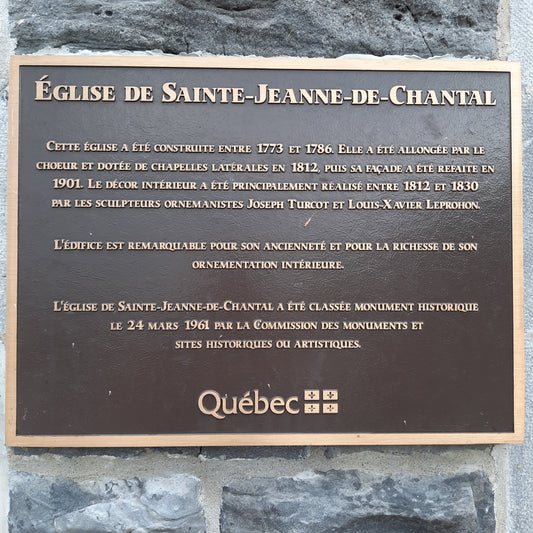 Église de Sainte-Jeanne-de-Chantal
Cette église a été construite entre 1773 et 1786. Elle a été allongée par le
choeur et dotée de chapelles latérales en 1812, puis sa façade a été refaite en
1901. Le décor intérieur a été principalement réalisé entre 1812 et 1830
par les sculpteurs ornemanistes Joseph Turcot et Louis-Xavier Leprohon.
L'édifice est remarquable pour son ancienneté et pour la richesse de son
ornementation intérieure.
L'église de Sainte-Jeanne-de-Chantal a été classée monument historique
le 24 mars 1961 par la Commission des monuments et
sites historiques ou artistiques.
Québec